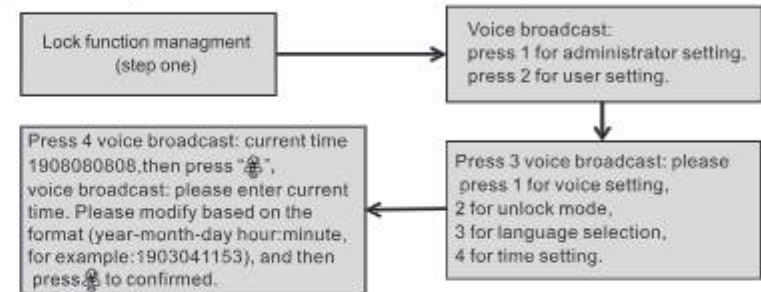 Lock function managment
(step one)
Voice broadcast:
press 1 for administrator setting,
press 2 for user setting.
Press 3 voice broadcast: please
press 1 for voice setting,
2 for unlock mode,
3 for language selection,
4 for time setting.
Press 4 voice broadcast: current time
1908080808,then press "",
voice broadcast: please enter current
time. Please modify based on the
format (year-month-day hour:minute,
for example:1903041153), and then
press to confirmed.